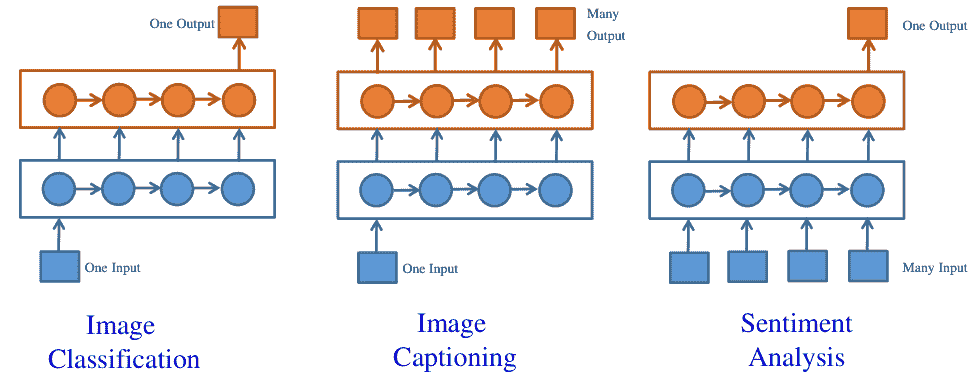 One Output
One Input
Image
Classification
Many
Output
One Input
Image
Captioning
One Output
Many Input
Sentiment
Analysis